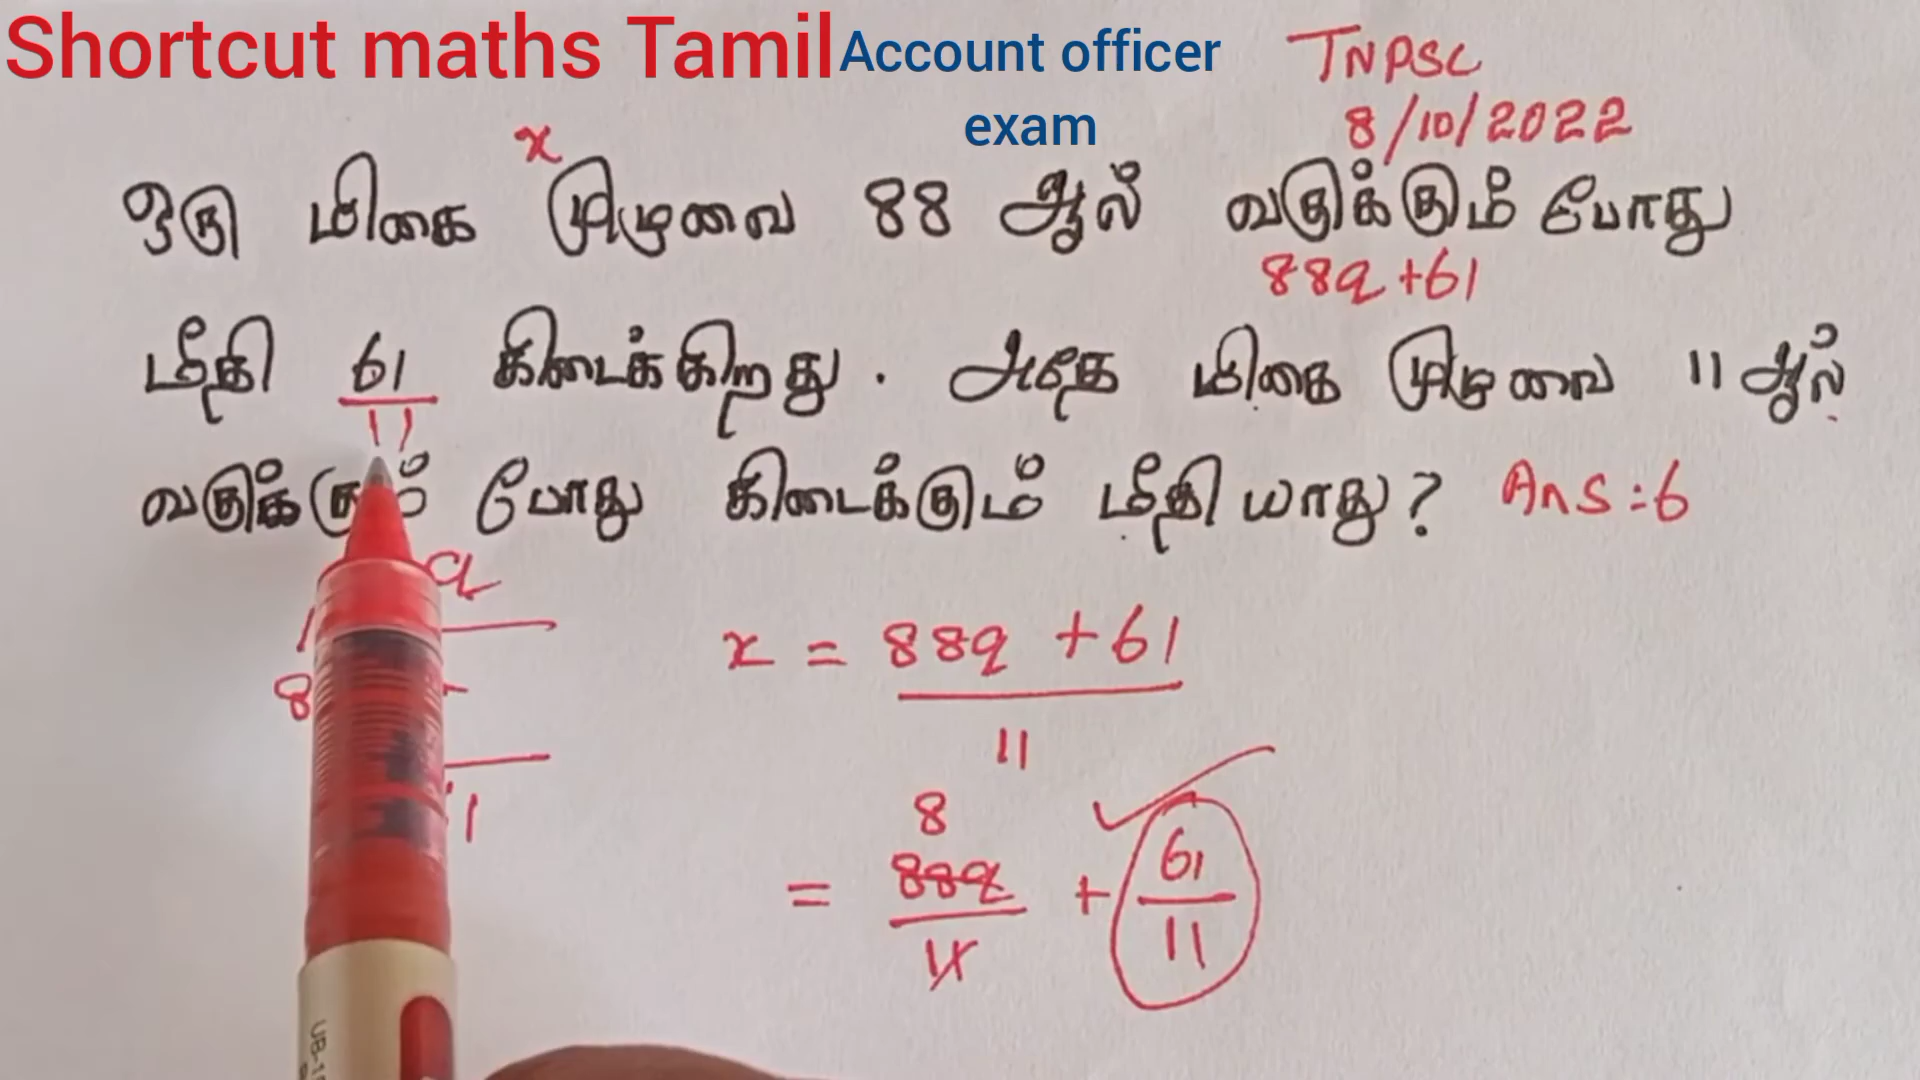 Shortcut maths Tamil Account officer
exam
TNPSC
8/10/2022
x
ஒரு மிகை முழுவை 88 ஆல் வகுக்கும் போது
88q + 61
மீதி 61 கிடைக்கிறது. அதே மிகை முழுவை 11 ஆல்
11
வகுக்கும் போது கிடைக்கும் மீதி யாது? Ans : 6
q
x = 88q + 61
8
11
8
= 88q + 61
11 11